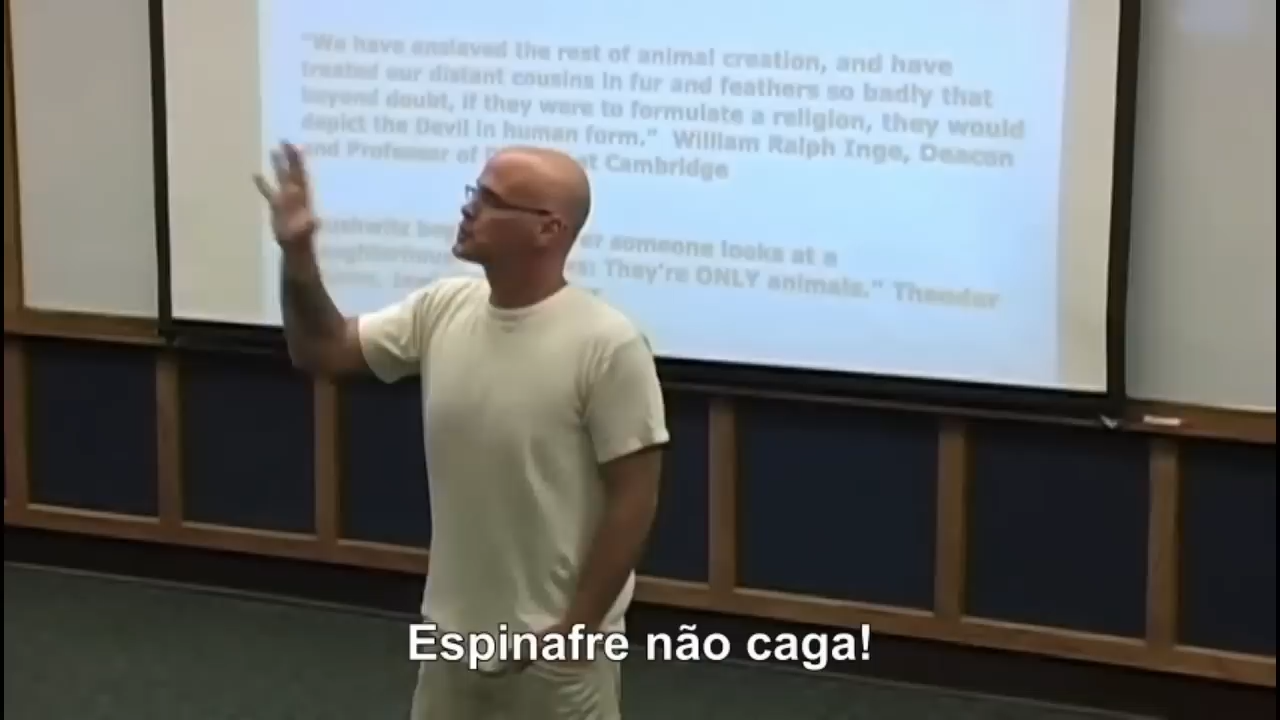 "We have enslaved the rest of animal creation, and have
treated our distant cousins in fur and feathers so badly that
beyond doubt, if they were to formulate a religion, they would
depict the Devil in human form." William Ralph Inge, Deacon
and Professor of at Cambridge
someone looks at a
They're ONLY animals." Theodor
Espinafre não caga!